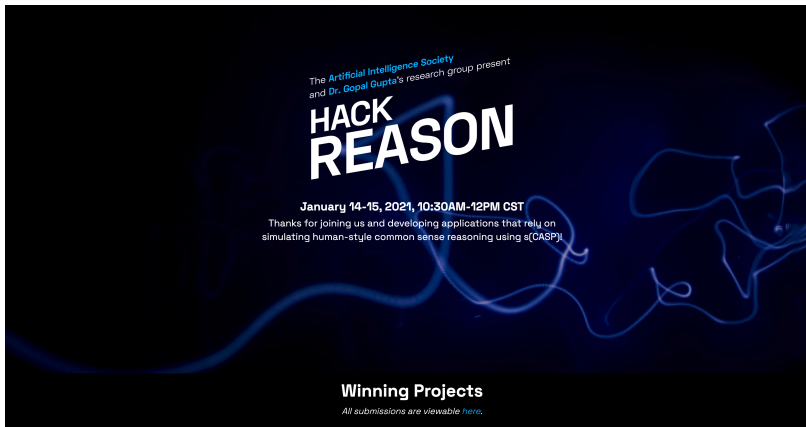 The Artificial Intelligence Society
and Dr. Gopal Gupta's research group present
HACK
REASON
January 14-15, 2021, 10:30AM-12PM CST
Thanks for joining us and developing applications that rely on
simulating human-style common sense reasoning using s(CASP)!
Winning Projects
All submissions are viewable here.